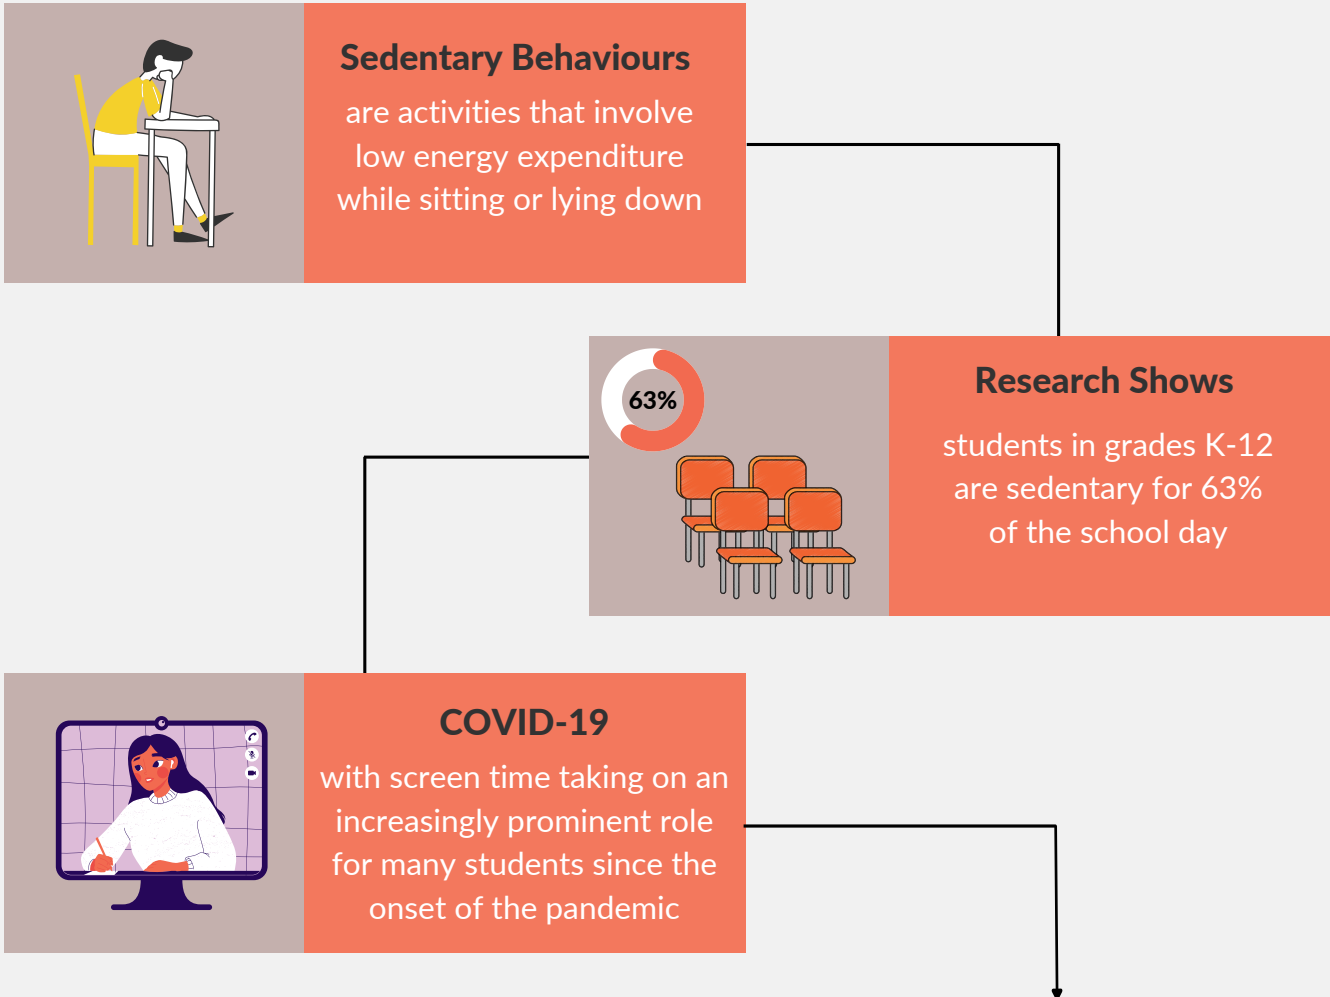 Sedentary Behaviours
are activities that involve
low energy expenditure
while sitting or lying down
63%
Research Shows
students in grades K-12
are sedentary for 63%
of the school day
COVID-19
with screen time taking on an
increasingly prominent role
for many students since the
onset of the pandemic